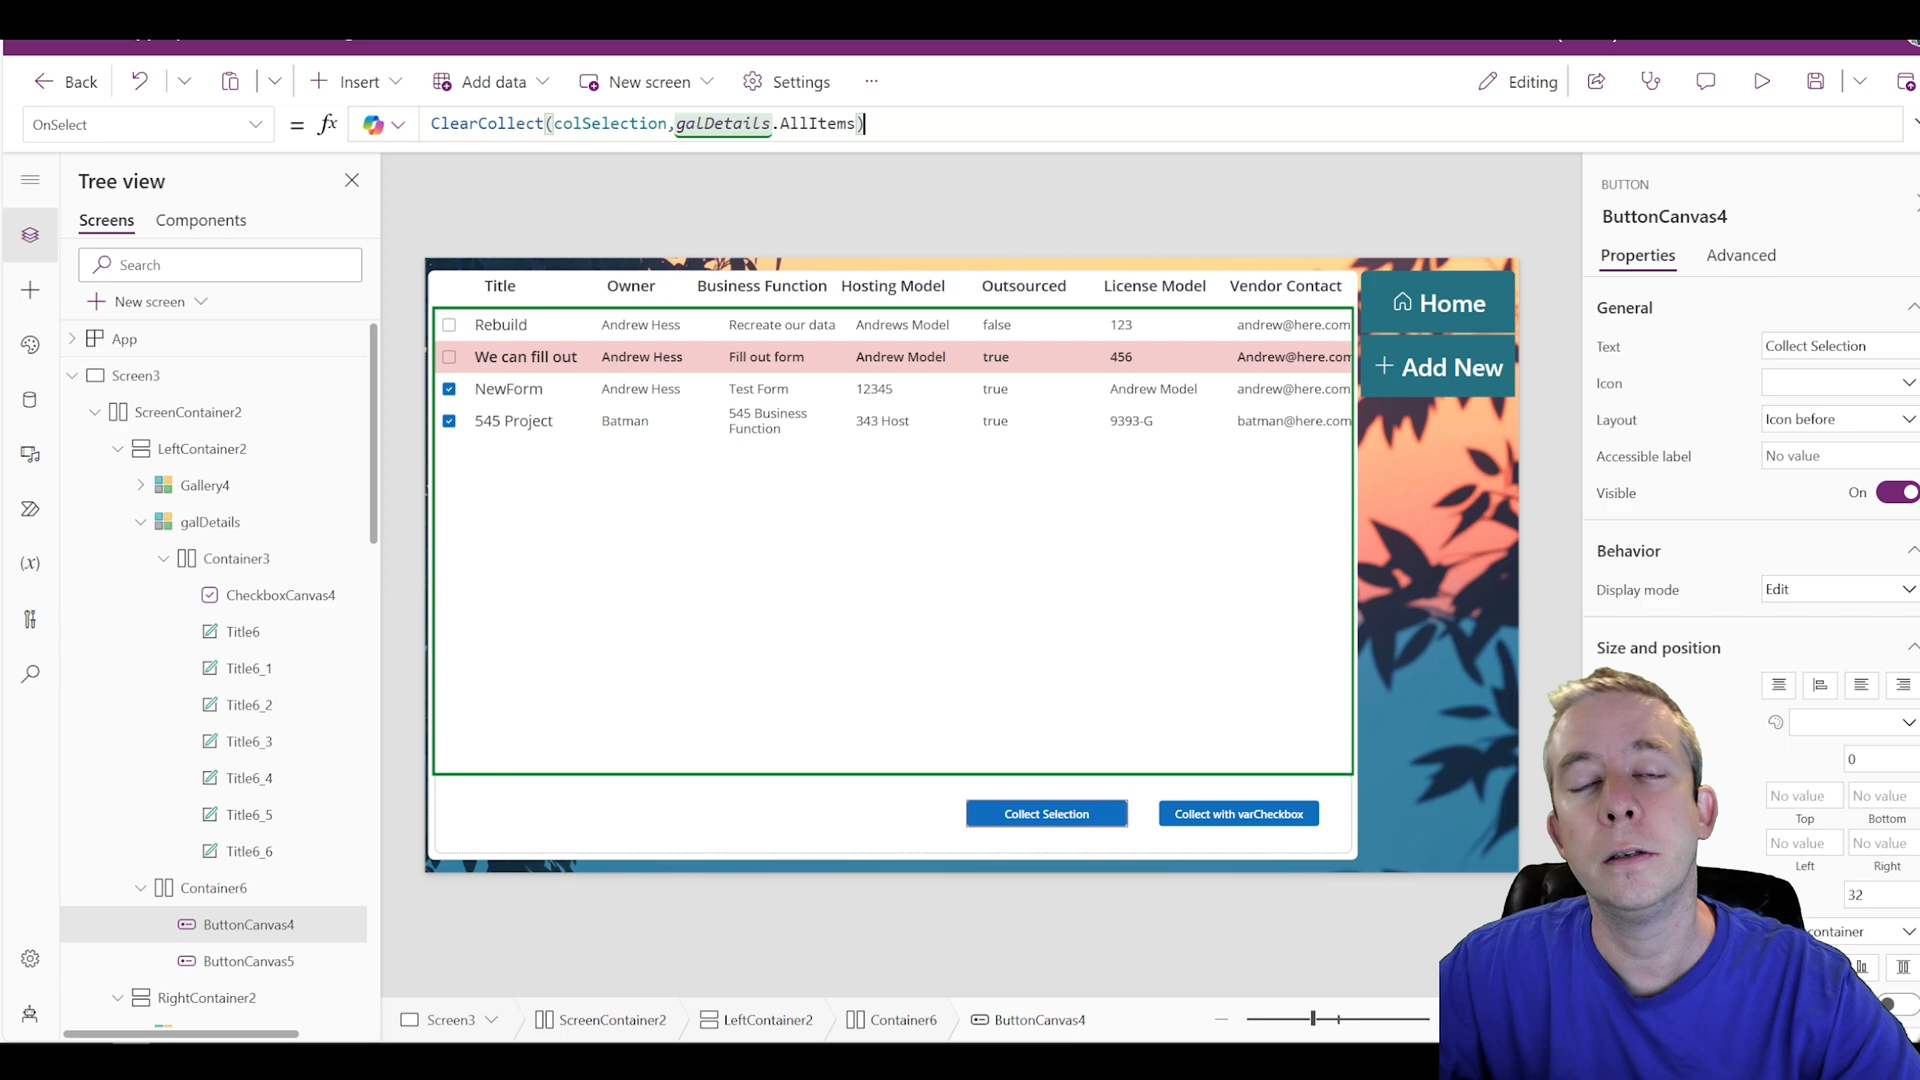 Back
Insert
Add data
New screen
Settings
...
Editing
OnSelect
= fx
ClearCollect(colSelection,galDetails.AllItems)
Tree view
Screens
Components
Search
New screen
App
Screen3
ScreenContainer2
LeftContainer2
Gallery4
galDetails
Container3
CheckboxCanvas4
Title6
Title6_1
Title6_2
Title6_3
Title6_4
Title6_5
Title6_6
Container6
ButtonCanvas4
ButtonCanvas5
RightContainer2
Title Owner Business Function Hosting Model Outsourced License Model Vendor Contact
Rebuild Andrew Hess Recreate our data Andrews Model false 123 andrew@here.com
We can fill out Andrew Hess Fill out form Andrew Model true 456 Andrew@here.com
NewForm Andrew Hess Test Form 12345 true Andrew Model andrew@here.com
545 Project Batman 545 Business Function 343 Host true 9393-G batman@here.com
Home
Add New
Collect Selection
Collect with varCheckbox
BUTTON
ButtonCanvas4
Properties
Advanced
General
Text Collect Selection
Icon
Layout Icon before
Accessible label No value
Visible On
Behavior
Display mode Edit
Size and position
0
No value No value
Top Bottom
No value No value
Left Right
32
container
Screen3
ScreenContainer2
LeftContainer2
Container6
ButtonCanvas4